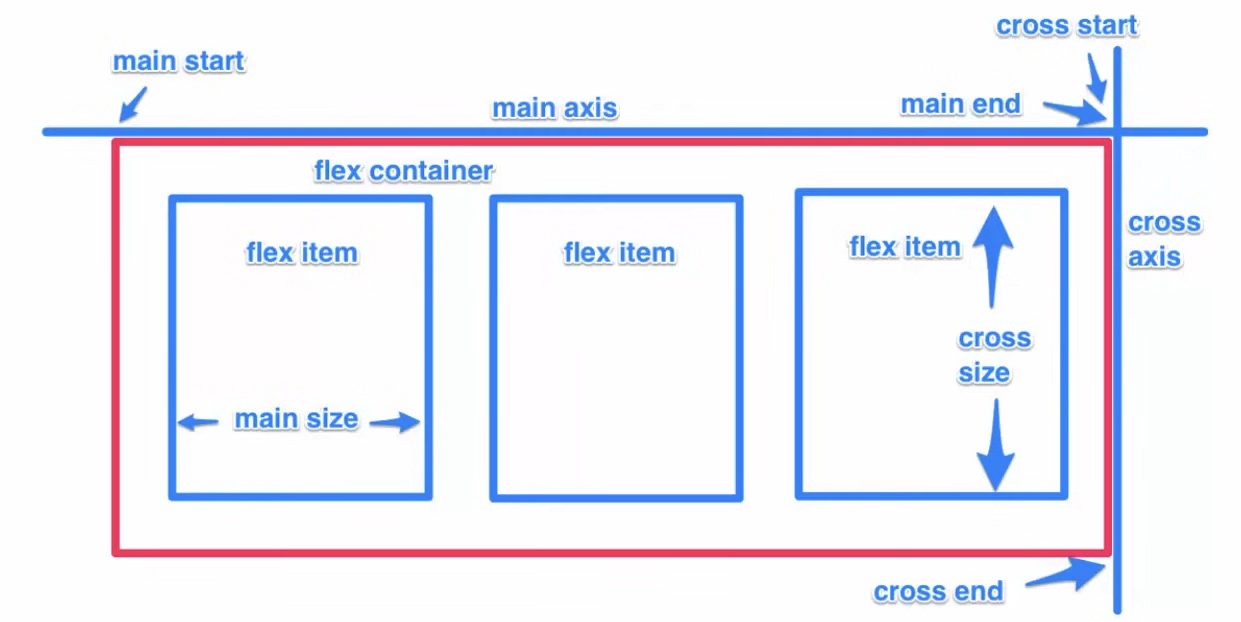 cross start
main start
main axis
main end
flex container
cross
axis
flex item
flex item
flex item
cross
size
main size
cross end